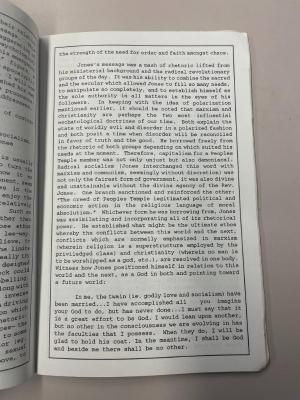 the strength of the need for order and faith amongst chaos.
Jones's message was a mash of rhetoric lifted from
his ministerial background and the radical revolutionary
groups of the day. It was his ability to combine the sacred
and the secular which allowed Jones to fill so many needs,
to manipulate so completely, and to establish himself as
the sole authority in all matters in the eyes of his
followers. In keeping with the idea of polarization
mentioned earlier, it should be noted that marxism and
christianity are perhaps the two most influential
eschatological doctrines of our time. Both explain the
state of worldly evil and disorder in a polarized fashion
and both posit a time when disorder will be reconciled
in favor of truth and the good. He borrowed freely from
the rhetoric of both groups depending on which suited his
needs at the moment. Therefore, capitalism for a Peoples
Temple member was not only unjust but also demonical.
Radical socialism (Jones interchanged this word with
marxism and communism, seemingly without discretion) was
not only the fairest form of government, it was also divine
and unattainable without the divine agency of the Rev.
Jones. One branch sanctioned and reinforced the other:
"The creed of Peoples Temple legitimated political and
economic action in the religious language of moral
absolutism." Whichever form he was borrowing from, Jones
was assimilating and incorporating all of its rhetorical
power. He established what might be the ultimate ethos
whereby the conflicts between this world and the next,
conflicts which are normally emphasized in marxism
(wherein religion is a superstructure employed by the
priviledged class) and christianity (wherein no man is
to be worshipped as a god, etc.), are resolved in one body.
Witness how Jones positioned himself in relation to this
world and the next, as a God in both and pointing toward
a future world:
In me, the twain (ie. godly love and socialism) have
been married...I have accomplished all you imagine
your God to do, but has never done...I must say that it
is a great effort to be God. I would lean upon another,
but no other in the consciousness we are evolving in has
the faculties that I possess. When they do, I will be
glad to hold his coat. In the meantime, I shall be God
and beside me there shall be no other.